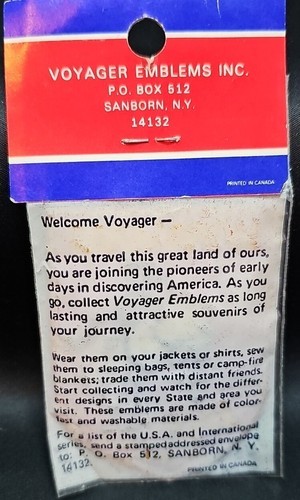 VOYAGER EMBLEMS INC.
P.O. BOX 512
SANBORN, N.Y.
14132
PRINTED IN CANADA
Welcome Voyager —
As you travel this great land of ours,
you are joining the pioneers of early
days in discovering America. As you
go, collect Voyager Emblems as long
lasting and attractive souvenirs of
your journey.
Wear them on your jackets or shirts, sew
them to sleeping bags, tents or camp-fire
blankets; trade them with distant friends.
Start collecting and watch for the differ-
ent designs in every State and area you
visit. These emblems are made of color-
fast and washable materials.
For a list of the U.S.A. and International
series, send a stamped addressed envelope
to: P. O. Box 512, SANBORN, N. Y.
14132.
PRINTED IN CANADA